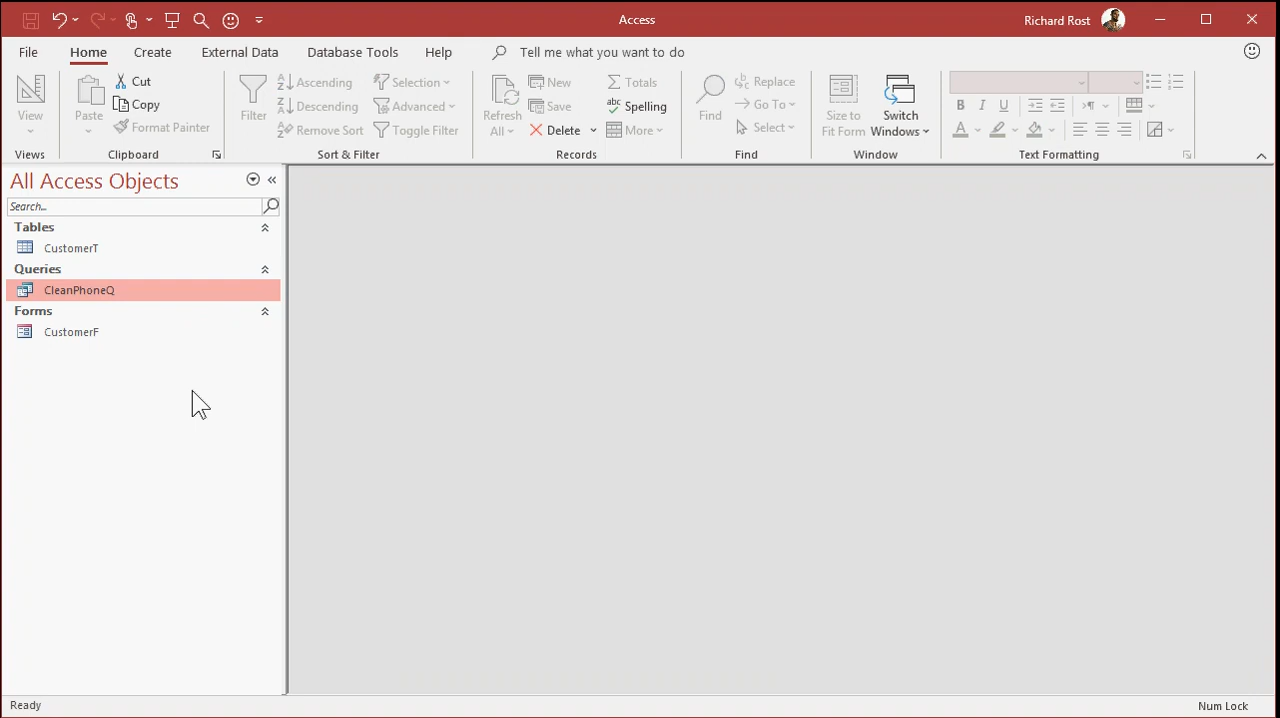 Access
Richard Rost
File Home Create External Data Database Tools Help Tell me what you want to do
View
Paste
Cut
Copy
Format Painter
Filter
Ascending
Descending
Remove Sort
Selection
Advanced
Toggle Filter
Refresh
All
New
Save
Delete
Totals
Spelling
More
Find
Replace
Go To
Select
Size to
Fit Form
Switch
Windows
B I U
A
Views Clipboard Sort & Filter Records Find Window Text Formatting
All Access Objects
Search...
Tables
CustomerT
Queries
CleanPhoneQ
Forms
CustomerF
Ready Num Lock